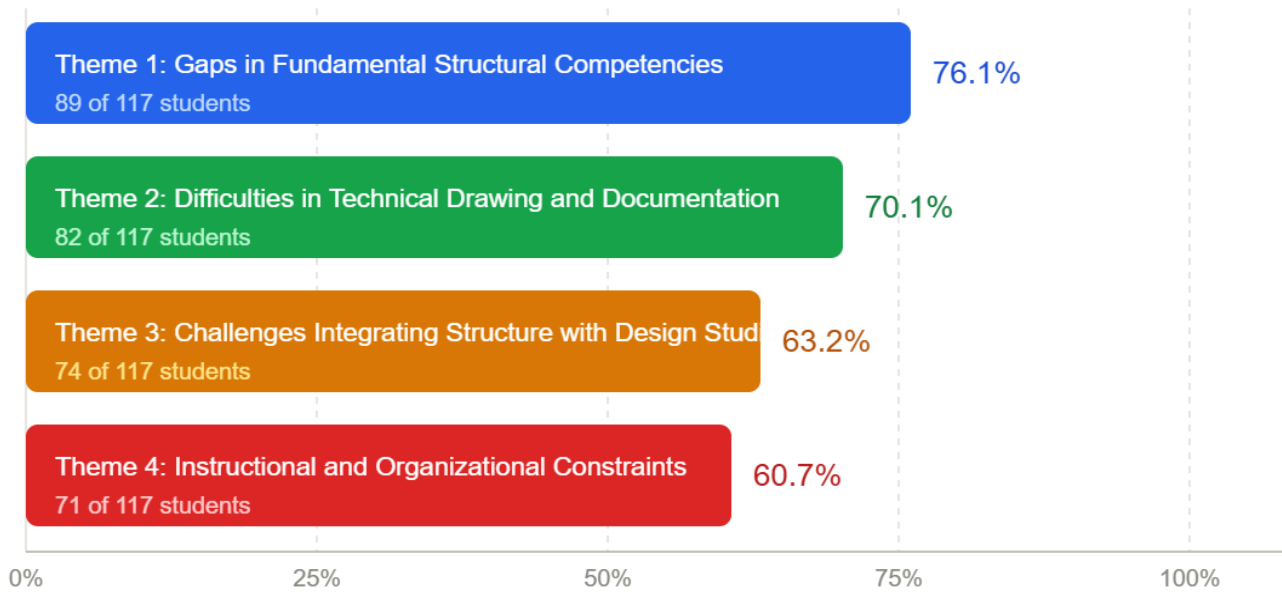 Theme 1: Gaps in Fundamental Structural Competencies
89 of 117 students
76.1%
Theme 2: Difficulties in Technical Drawing and Documentation
82 of 117 students
70.1%
Theme 3: Challenges Integrating Structure with Design Studi
74 of 117 students
63.2%
Theme 4: Instructional and Organizational Constraints
71 of 117 students
60.7%
0% 25% 50% 75% 100%